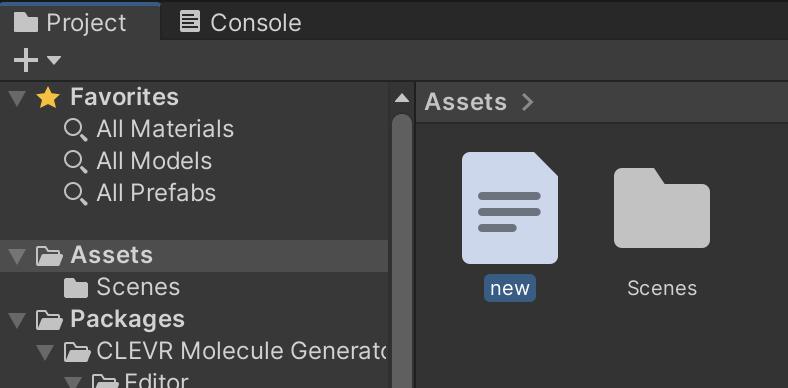 Project
Console
Favorites
All Materials
All Models
All Prefabs
Assets
Scenes
Packages
CLEVR Molecule Generato
Editor
Assets >
new
Scenes